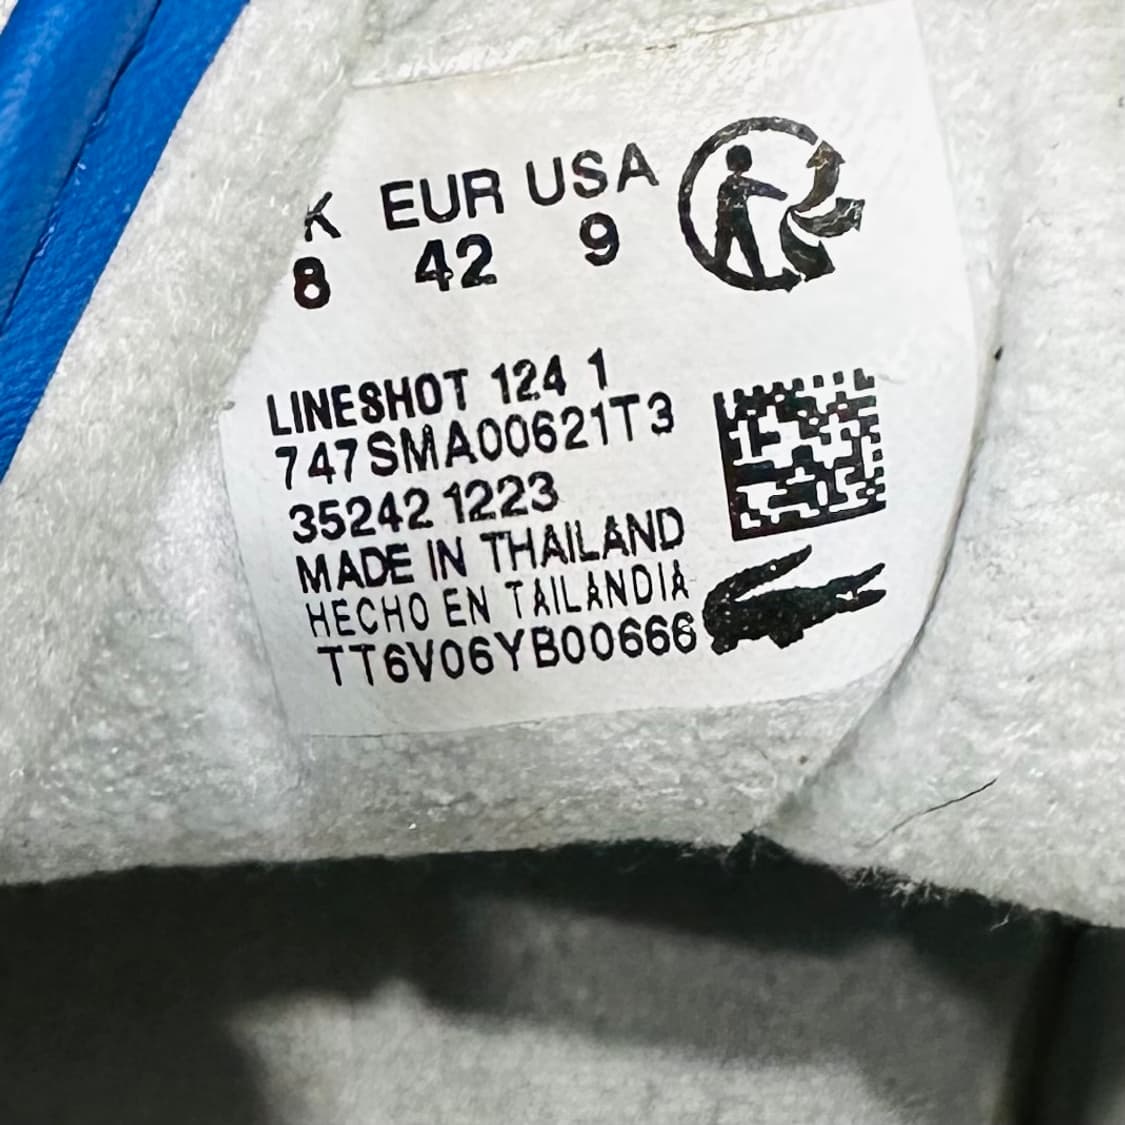 K EUR USA
8 42 9
LINESHOT 124 1
747SMA00621T3
35242 1223
MADE IN THAILAND
HECHO EN TAILANDIA
TT6V06YB00666